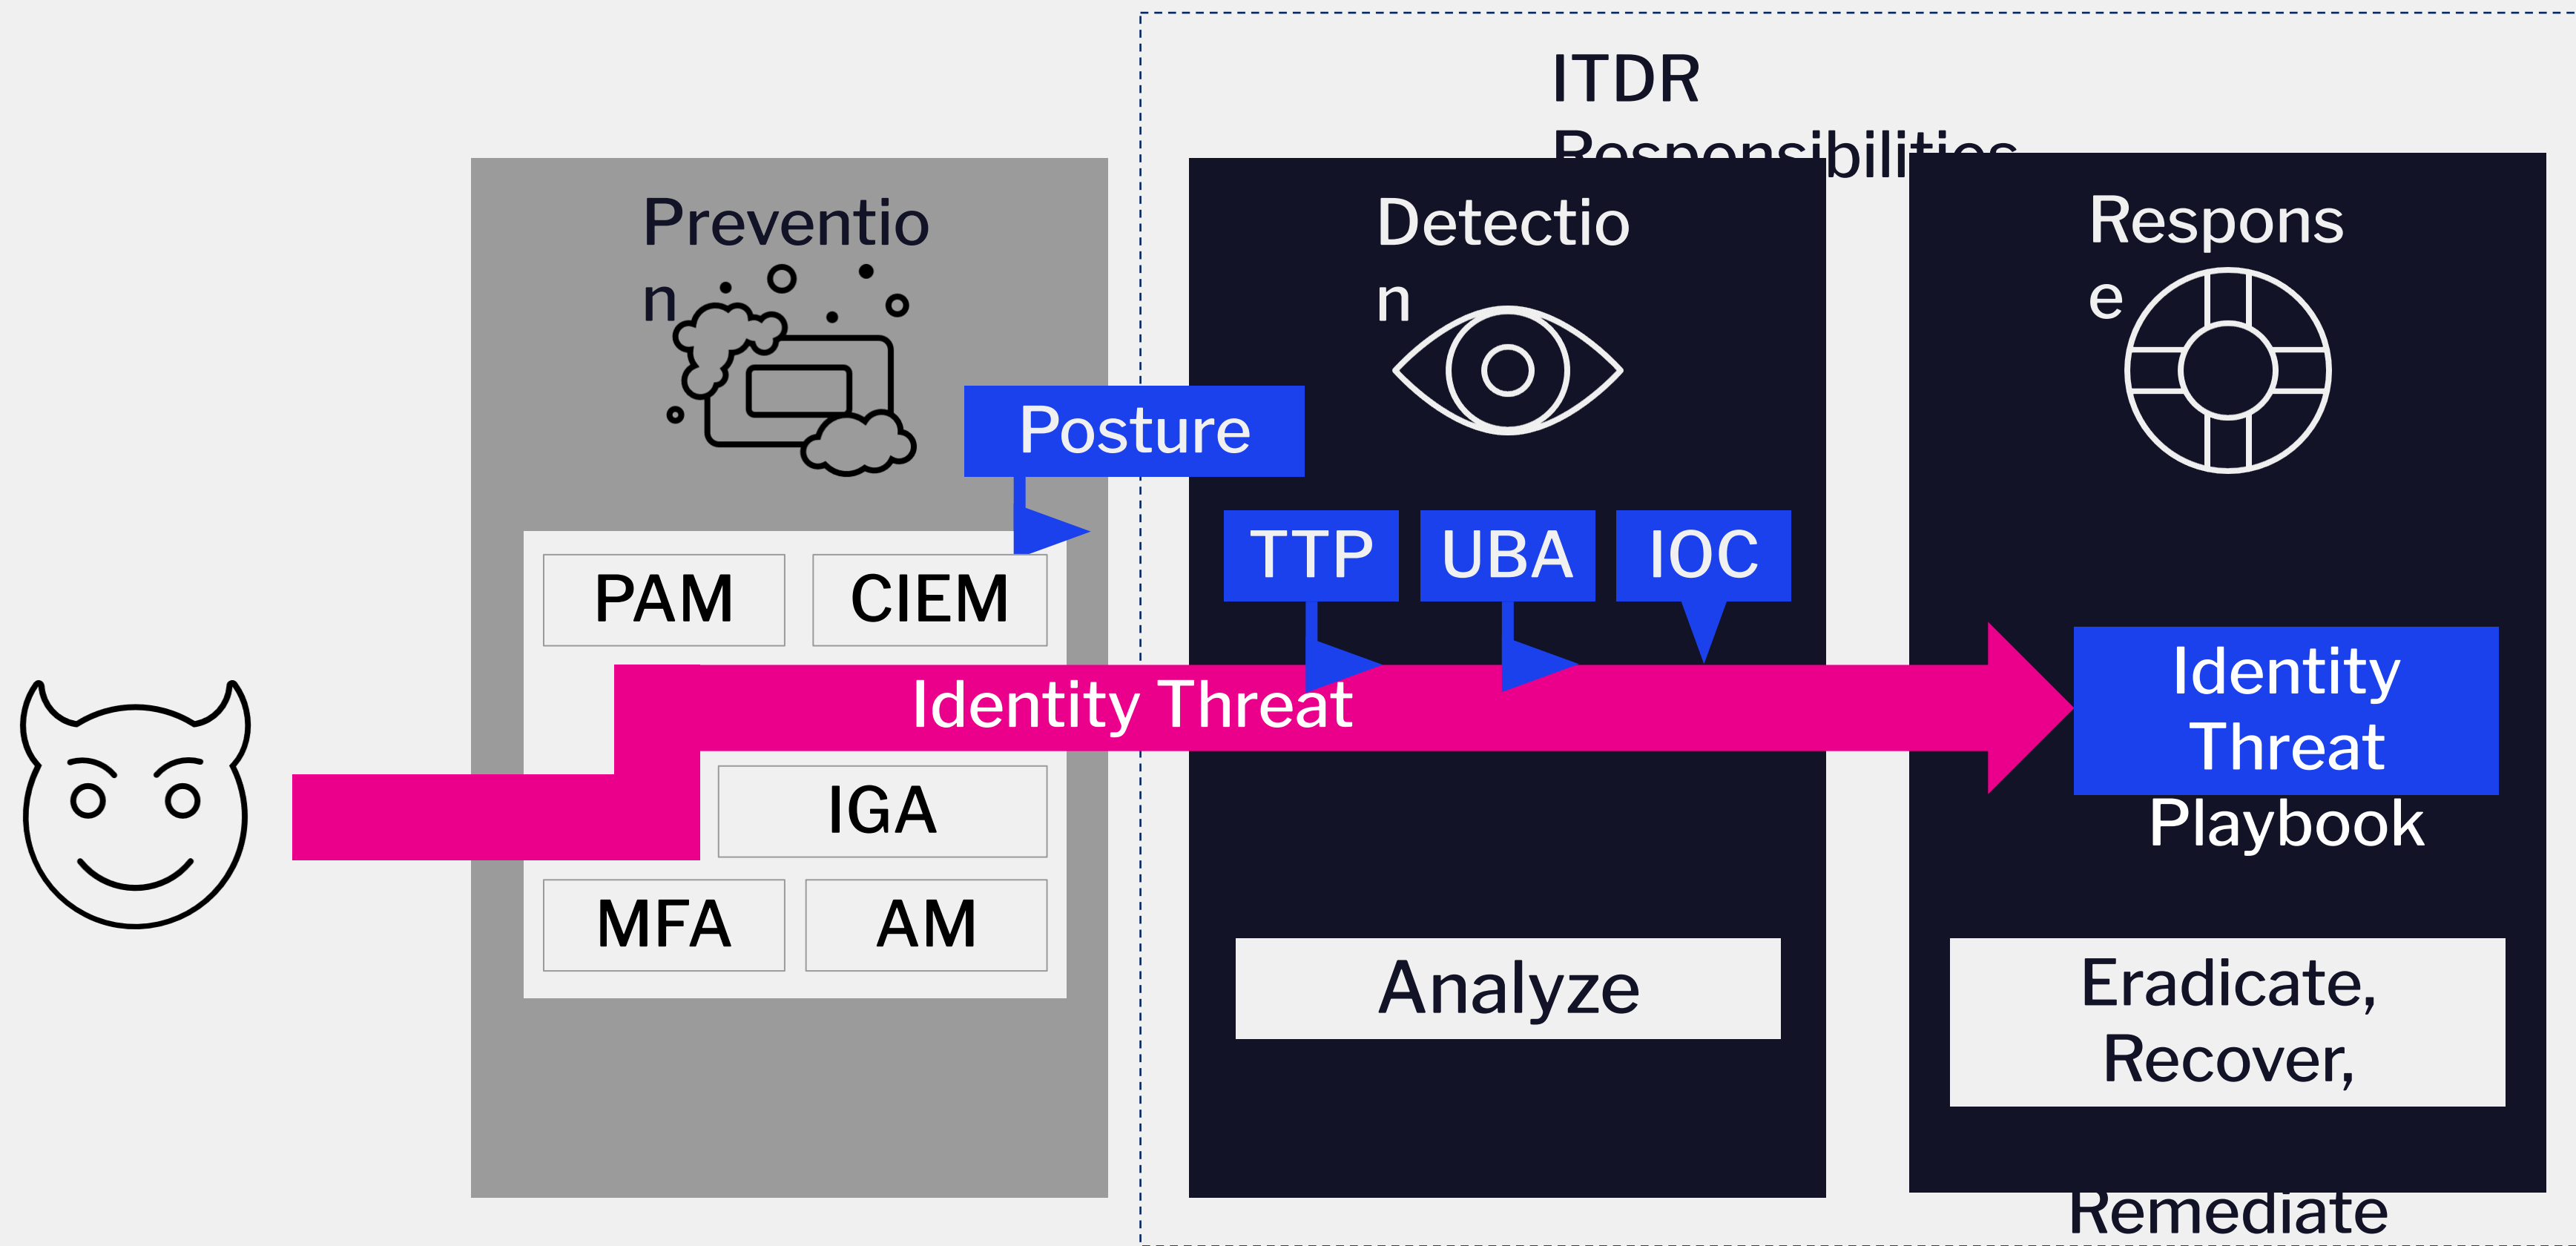 ITDR
Responsibilities
Preventio
n
Detectio
n
Respons
e
Posture
TTP
UBA
IOC
PAM
CIEM
Identity Threat
Identity
Threat
Playbook
IGA
MFA
AM
Analyze
Eradicate,
Recover,
Remediate